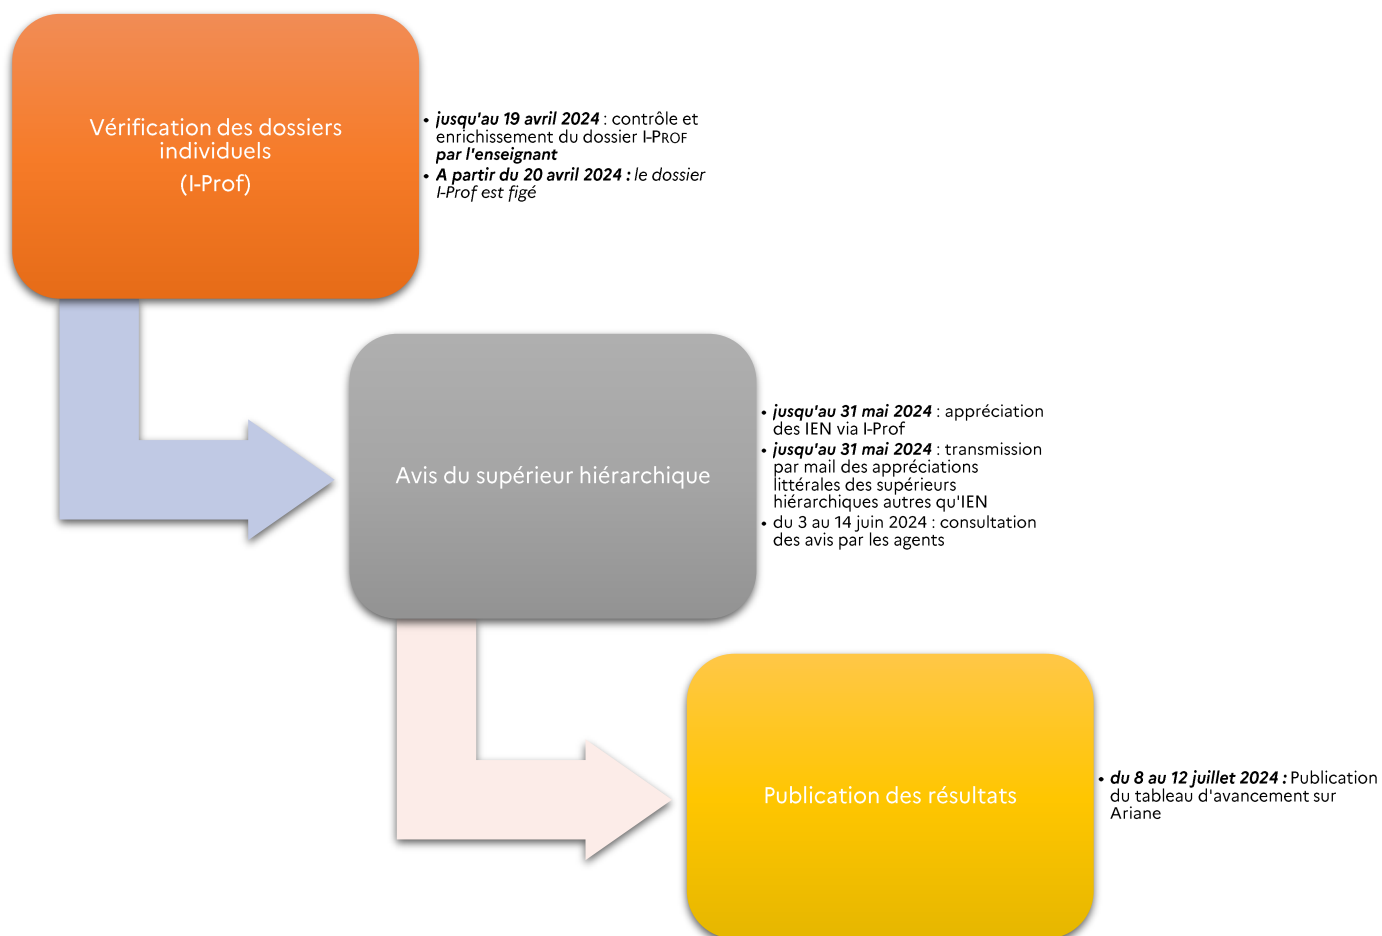 Vérification des dossiers
individuels
(I-Prof)
• jusqu'au 19 avril 2024 : contrôle et
enrichissement du dossier I-PROF
par l'enseignant
• A partir du 20 avril 2024 : le dossier
I-Prof est figé
Avis du supérieur hiérarchique
• jusqu'au 31 mai 2024 : appréciation
des IEN via I-Prof
• jusqu'au 31 mai 2024 : transmission
par mail des appréciations
littérales des supérieurs
hiérarchiques autres qu'IEN
• du 3 au 14 juin 2024 : consultation
des avis par les agents
Publication des résultats
• du 8 au 12 juillet 2024 : Publication
du tableau d'avancement sur
Ariane